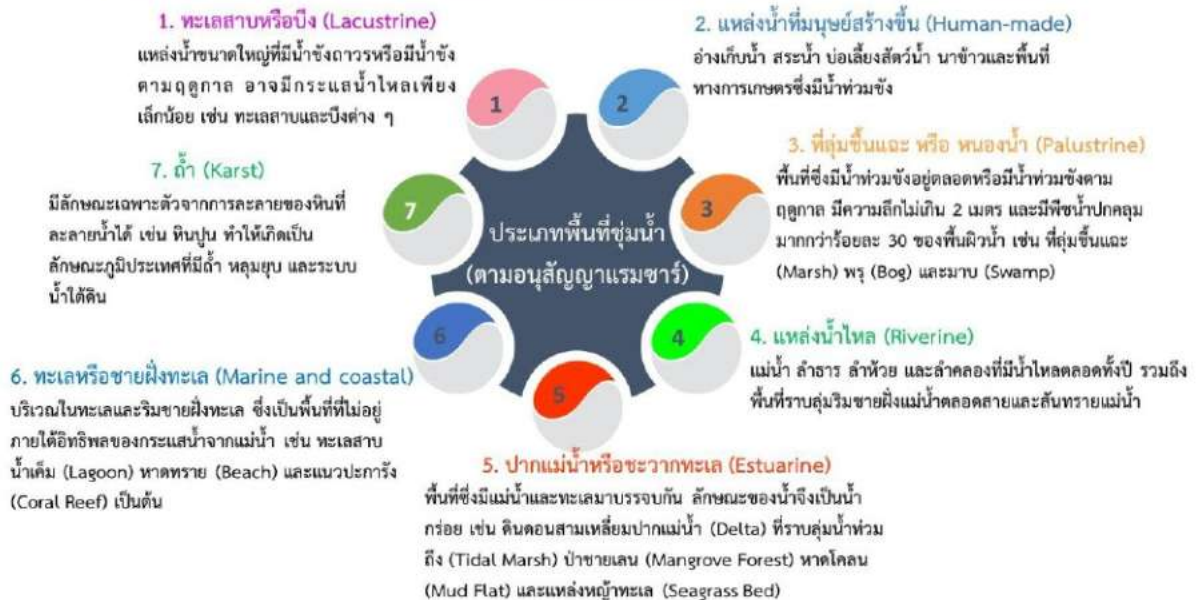 1. ทะเลสาบหรือบึง (Lacustrine)
แหล่งน้ำขนาดใหญ่ที่มีน้ำขังถาวรหรือมีน้ำขัง
ตามฤดูกาล อาจมีกระแสน้ำไหลเพียง
เล็กน้อย เช่น ทะเลสาบและบึงต่าง ๆ
2. แหล่งน้ำที่มนุษย์สร้างขึ้น (Human-made)
อ่างเก็บน้ำ สระน้ำ บ่อเลี้ยงสัตว์น้ำ นาข้าวและพื้นที่
ทางการเกษตรซึ่งมีน้ำท่วมขัง
3. ที่ลุ่มชื้นแฉะ หรือ หนองน้ำ (Palustrine)
พื้นที่ซึ่งมีน้ำท่วมขังอยู่ตลอดหรือมีน้ำท่วมขังตาม
ฤดูกาล มีความลึกไม่เกิน 2 เมตร และมีพืชน้ำปกคลุม
มากกว่าร้อยละ 30 ของพื้นผิวน้ำ เช่น ที่ลุ่มชื้นแฉะ
(Marsh) พรุ (Bog) และมาบ (Swamp)
4. แหล่งน้ำไหล (Riverine)
แม่น้ำ ลำธาร ลำห้วย และลำคลองที่มีน้ำไหลตลอดทั้งปี รวมถึง
พื้นที่ราบลุ่มริมชายฝั่งแม่น้ำตลอดสายและสันทรายแม่น้ำ
5. ปากแม่น้ำหรือชะวากทะเล (Estuarine)
พื้นที่ซึ่งมีแม่น้ำและทะเลมาบรรจบกัน ลักษณะของน้ำจึงเป็นน้ำ
กร่อย เช่น ดินดอนสามเหลี่ยมปากแม่น้ำ (Delta) ที่ราบลุ่มน้ำท่วม
ถึง (Tidal Marsh) ป่าชายเลน (Mangrove Forest) หาดโคลน
(Mud Flat) และแหล่งหญ้าทะเล (Seagrass Bed)
6. ทะเลหรือชายฝั่งทะเล (Marine and coastal)
บริเวณในทะเลและริมชายฝั่งทะเล ซึ่งเป็นพื้นที่ที่ไม่อยู่
ภายใต้อิทธิพลของกระแสน้ำจากแม่น้ำ เช่น ทะเลสาบ
น้ำเค็ม (Lagoon) หาดทราย (Beach) และแนวปะการัง
(Coral Reef) เป็นต้น
7. ถ้ำ (Karst)
มีลักษณะเฉพาะตัวจากการละลายของหินที่
ละลายน้ำได้ เช่น หินปูน ทำให้เกิดเป็น
ลักษณะภูมิประเทศที่มีถ้ำ หลุมยุบ และระบบ
น้ำใต้ดิน
ประเภทพื้นที่ชุ่มน้ำ
(ตามอนุสัญญาแรมซาร์)
1
2
3
4
5
6
7